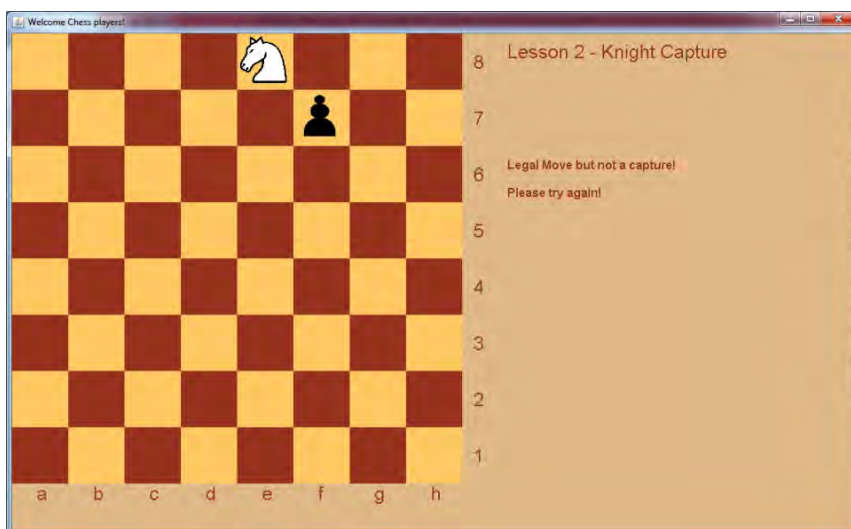 Welcome Chess players!
Lesson 2 - Knight Capture
8
7
6
5
4
3
2
1
Legal Move but not a capture!
Please try again!
a b c d e f g h